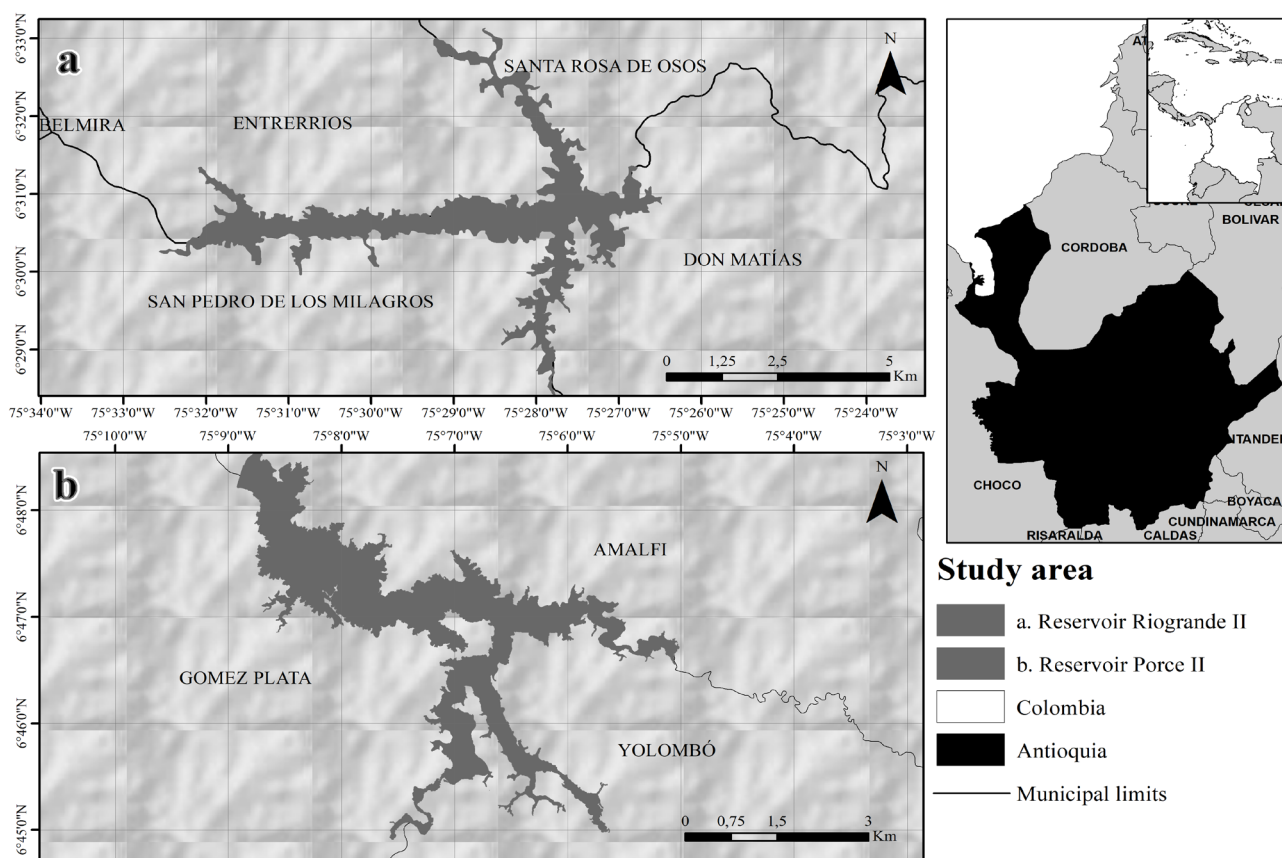 a
6°33'0"N
6°32'0"N
6°31'0"N
6°30'0"N
6°29'0"N
BELMIRA
ENTRERRIOS
SANTA ROSA DE OSOS
N
DON MATÍAS
SAN PEDRO DE LOS MILAGROS
0 1,25 2,5 5
Km
75°34'0"W 75°33'0"W 75°32'0"W 75°31'0"W 75°30'0"W 75°29'0"W 75°28'0"W 75°27'0"W 75°26'0"W 75°25'0"W 75°24'0"W
75°10'0"W 75°9'0"W 75°8'0"W 75°7'0"W 75°6'0"W 75°5'0"W 75°4'0"W 75°3'0"W
b
6°48'0"N
6°47'0"N
6°46'0"N
6°45'0"N
N
AMALFI
GOMEZ PLATA
YOLOMBÓ
0 0,75 1,5 3
Km
AT
BOLIVAR
CORDOBA
NTANDER
CHOCO
BOYACA
CUNDINAMARCA
RISARALDA
CALDAS
Study area
a. Reservoir Riogrande II
b. Reservoir Porce II
Colombia
Antioquia
Municipal limits